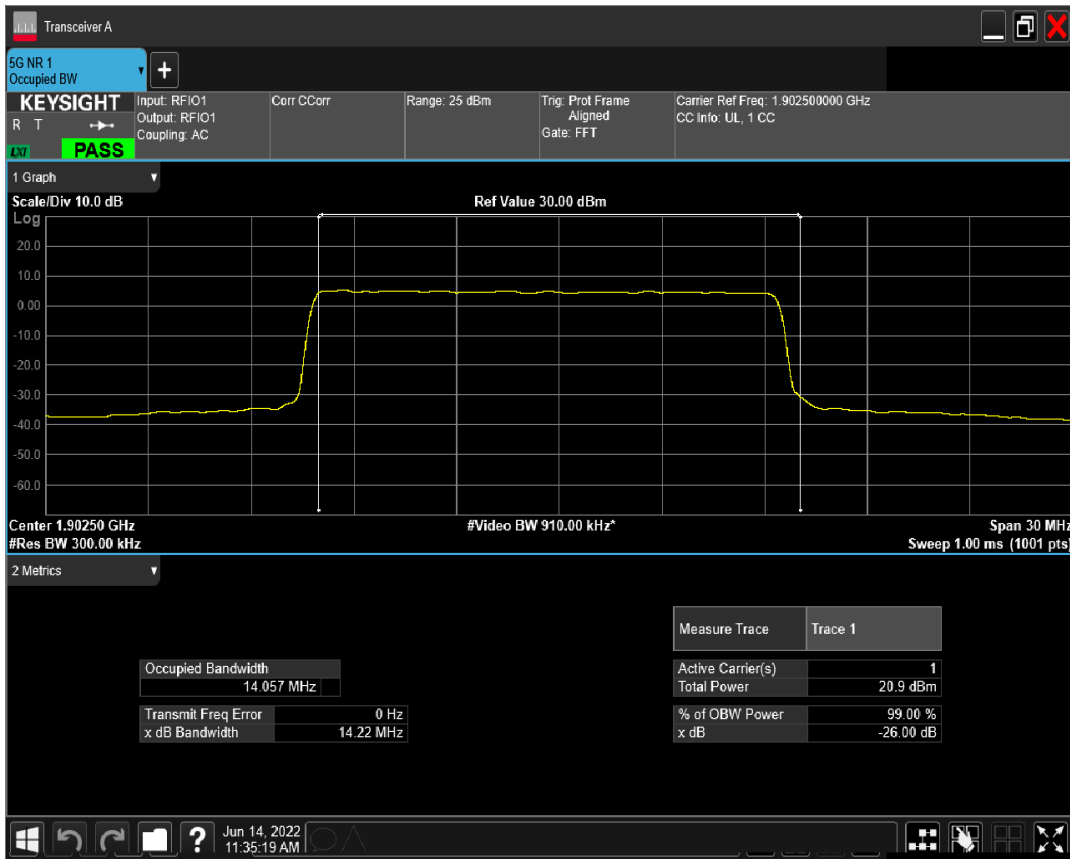 Transceiver A
5G NR 1
Occupied BW
+
KEYSIGHT
R T
LXI
PASS
Input: RFIO1
Output: RFIO1
Coupling: AC
Corr CCorr
Range: 25 dBm
Trig: Prot Frame
Aligned
Gate: FFT
Carrier Ref Freq: 1.902500000 GHz
CC Info: UL, 1 CC
1 Graph
Scale/Div 10.0 dB
Ref Value 30.00 dBm
Log
20.0
10.0
0.00
-10.0
-20.0
-30.0
-40.0
-50.0
-60.0
Center 1.90250 GHz
#Video BW 910.00 kHz*
Span 30 MHz
#Res BW 300.00 kHz
Sweep 1.00 ms (1001 pts)
2 Metrics
Measure Trace Trace 1
Occupied Bandwidth
14.057 MHz
Transmit Freq Error 0 Hz
x dB Bandwidth 14.22 MHz
Active Carrier(s) 1
Total Power 20.9 dBm
% of OBW Power 99.00 %
x dB -26.00 dB
?
Jun 14, 2022
11:35:19 AM